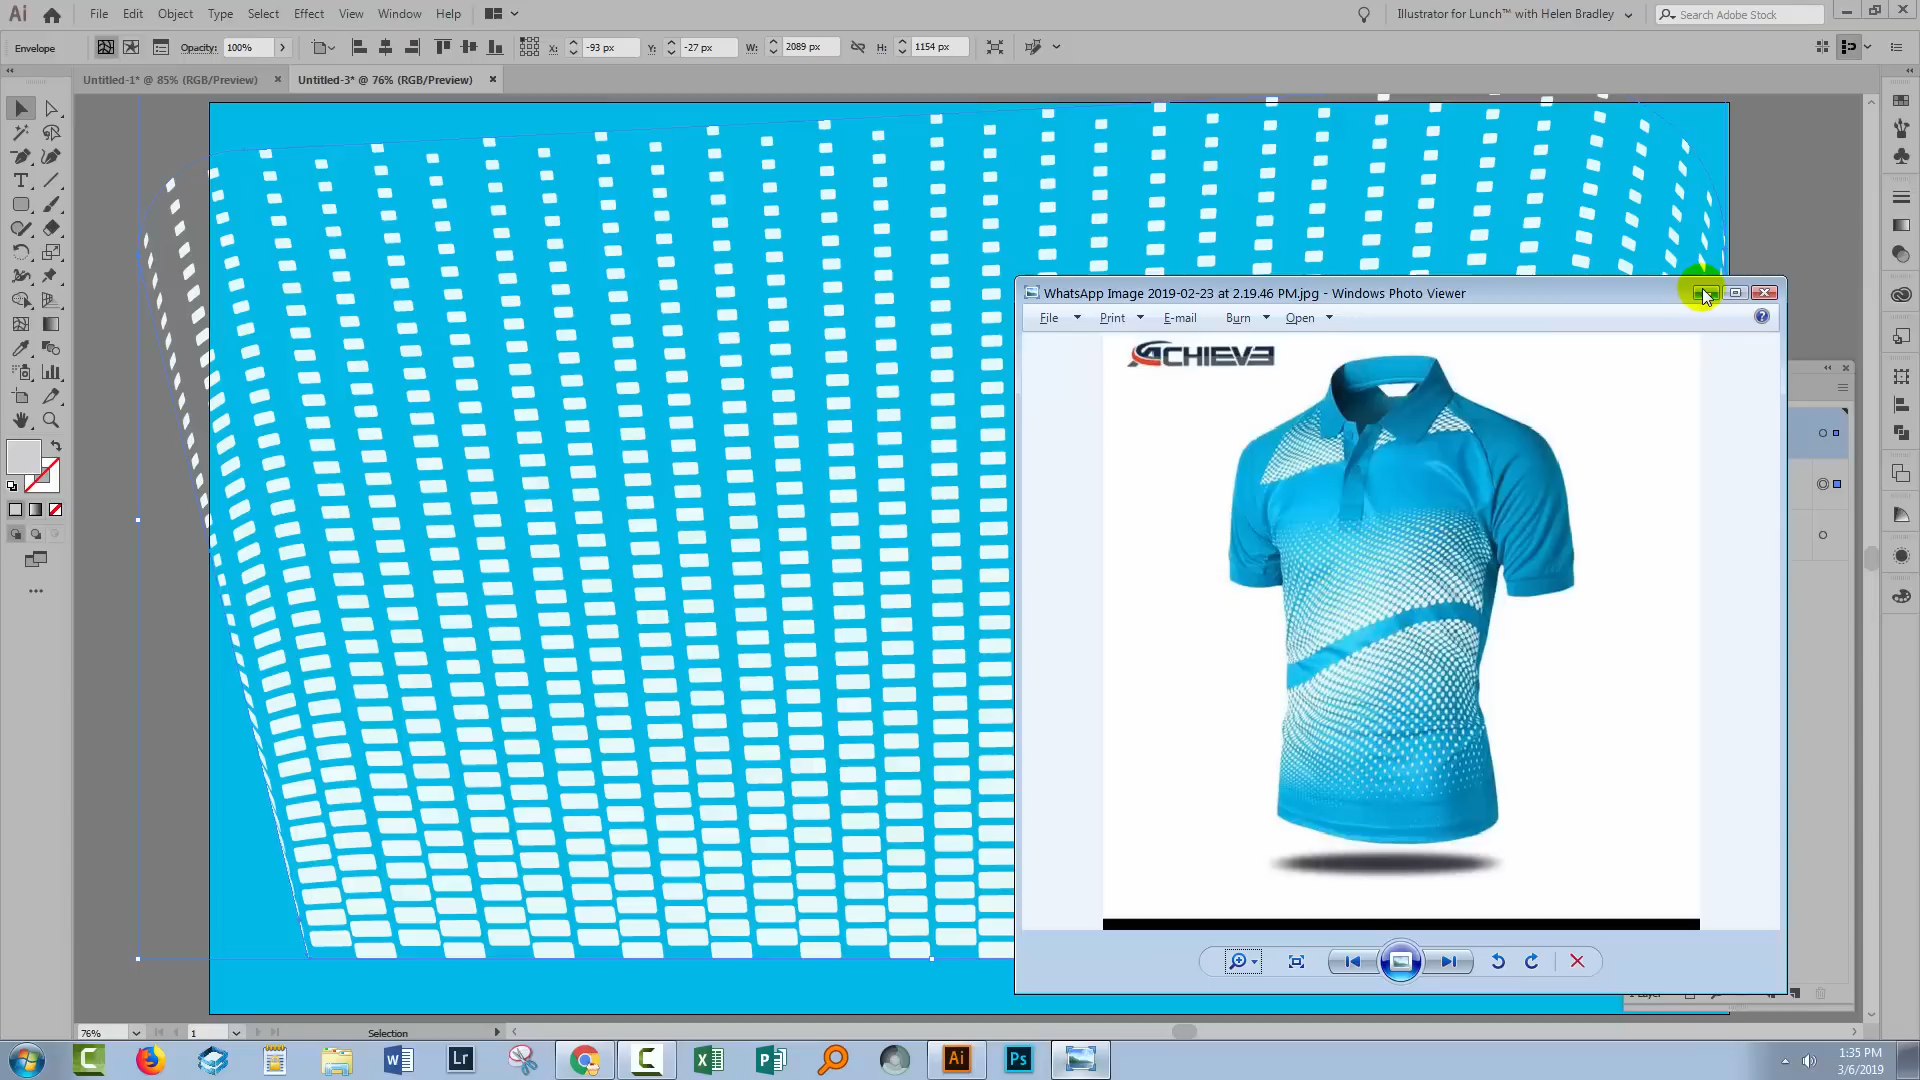 Ai File Edit Object Type Select Effect View Window Help Illustrator for Lunch™ with Helen Bradley Search Adobe Stock
Envelope Opacity: 100% X: -93 px Y: -27 px W: 2089 px H: 1154 px
Untitled-1* @ 85% (RGB/Preview) × Untitled-3* @ 76% (RGB/Preview) ×
WhatsApp Image 2019-02-23 at 2.19.46 PM.jpg - Windows Photo Viewer
File Print E-mail Burn Open
ACHIEVE
76% 1 Selection
Lr Ai Ps
1:35 PM
3/6/2019